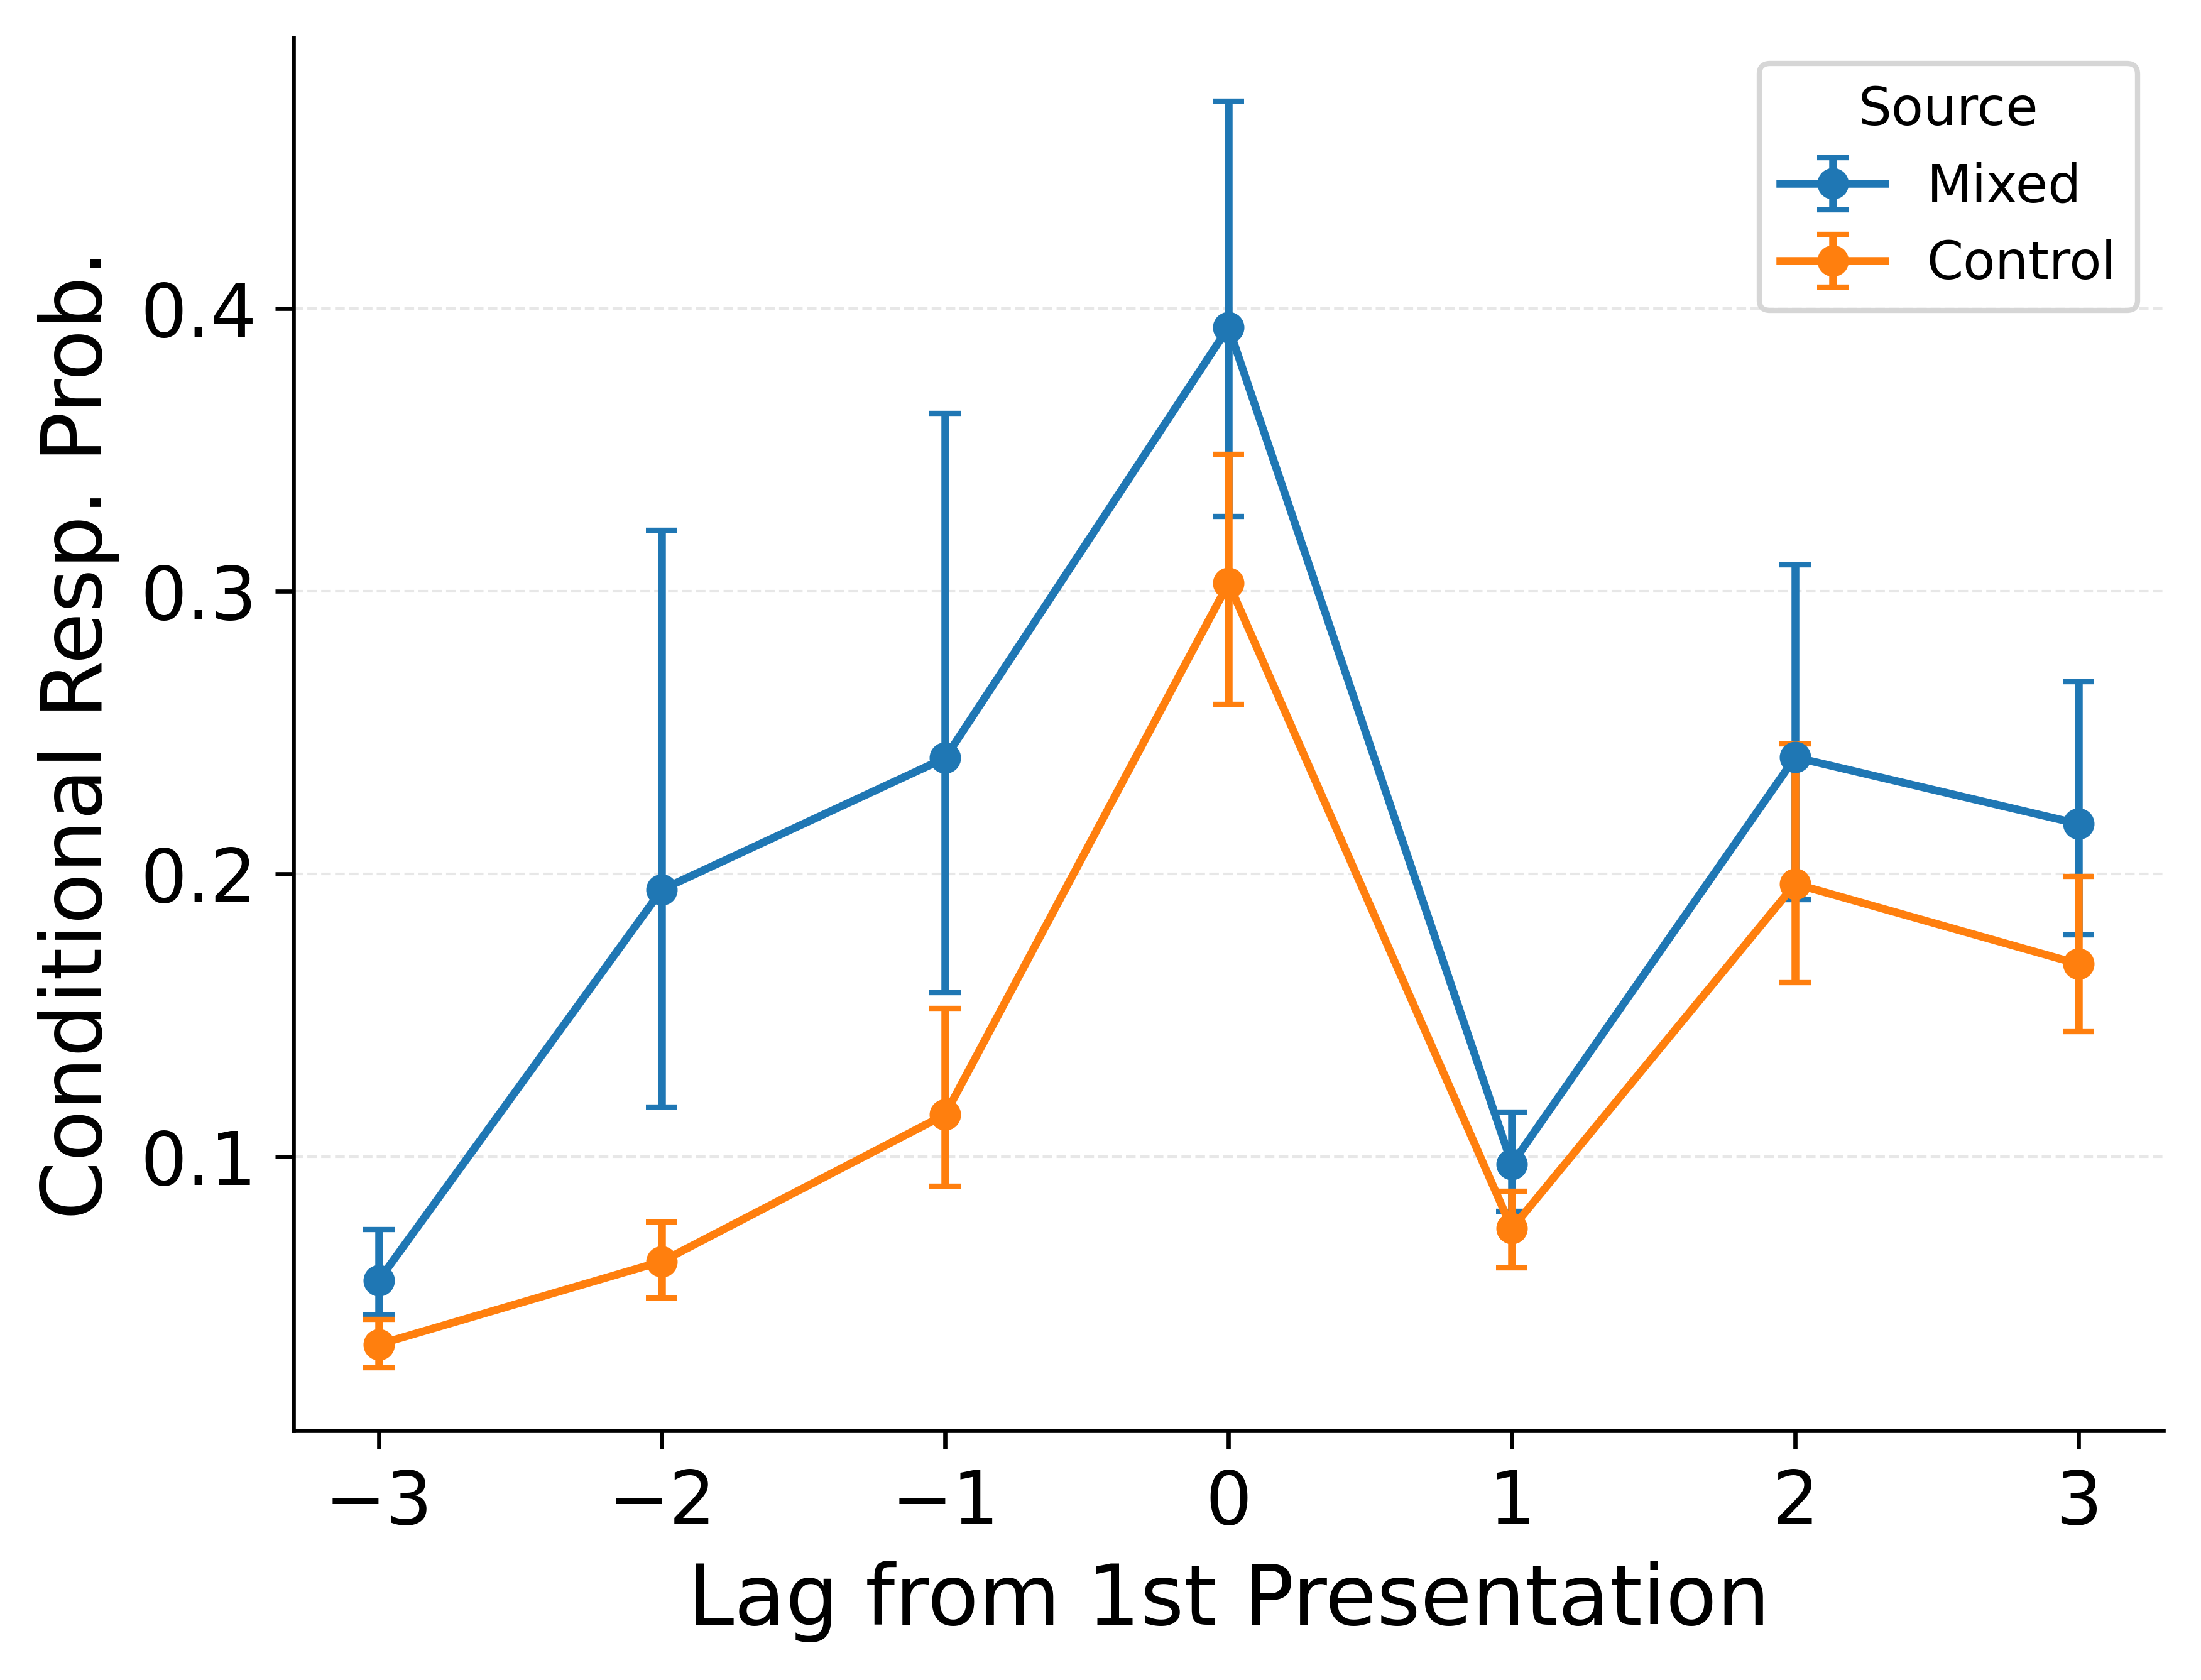 Source
Mixed
Control
Conditional Resp. Prob.
0.4
0.3
0.2
0.1
−3 −2 −1 0 1 2 3
Lag from 1st Presentation